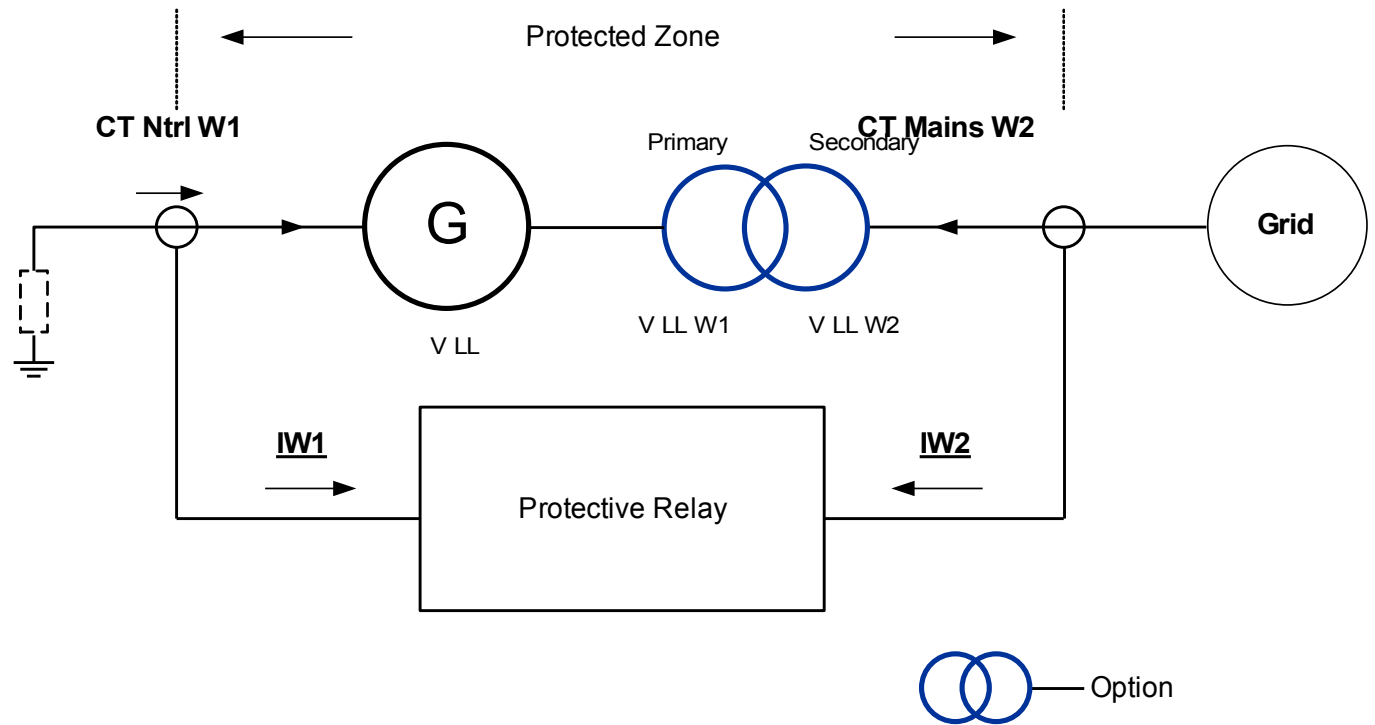 Protected Zone
CT Ntrl W1
CT Mains W2
Primary
Secondary
G
Grid
V LL
V LL W1
V LL W2
IW1
IW2
Protective Relay
Option